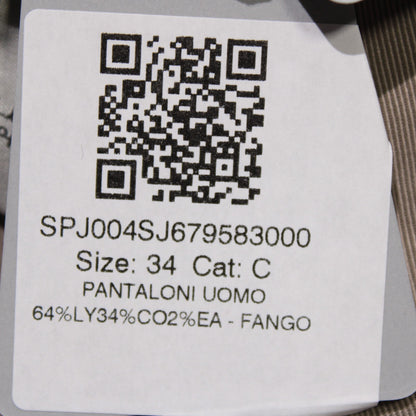 SPJ004SJ679583000
Size: 34 Cat: C
PANTALONI UOMO
64%LY34%CO2%EA - FANGO